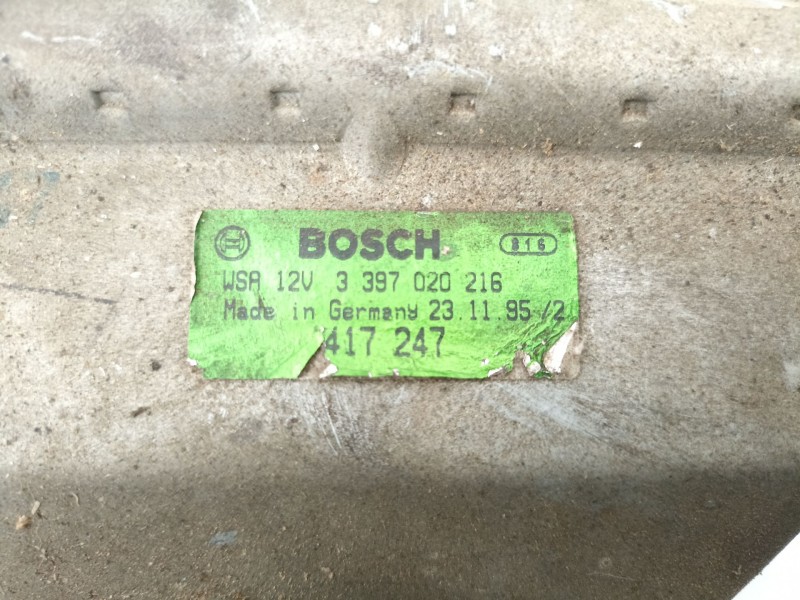 BOSCH 816
WSA 12V 3 397 020 216
Made in Germany 23.11.95/2
417 247